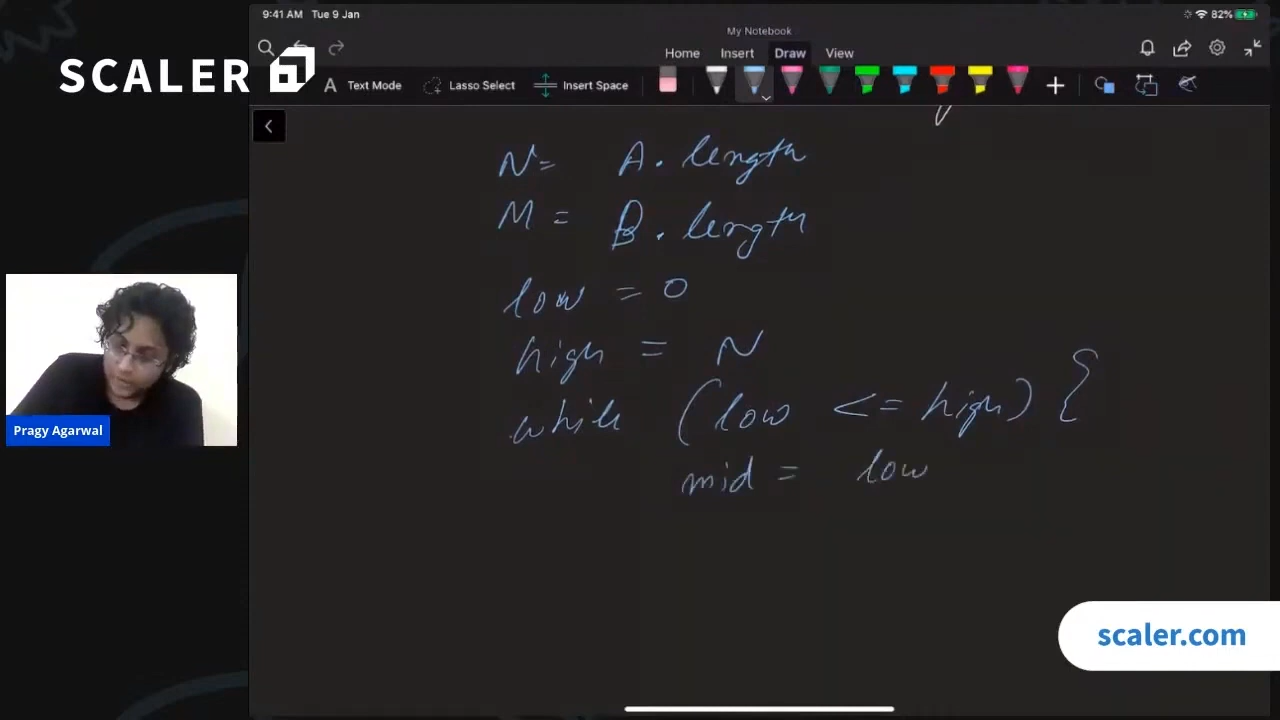 9:41 AM Tue 9 Jan
82%
My Notebook
Home Insert Draw View
SCALER
A Text Mode Lasso Select Insert Space
N= A.length
M = B.length
low = 0
high = N
while (low <= high) {
mid = low
Pragy Agarwal
scaler.com